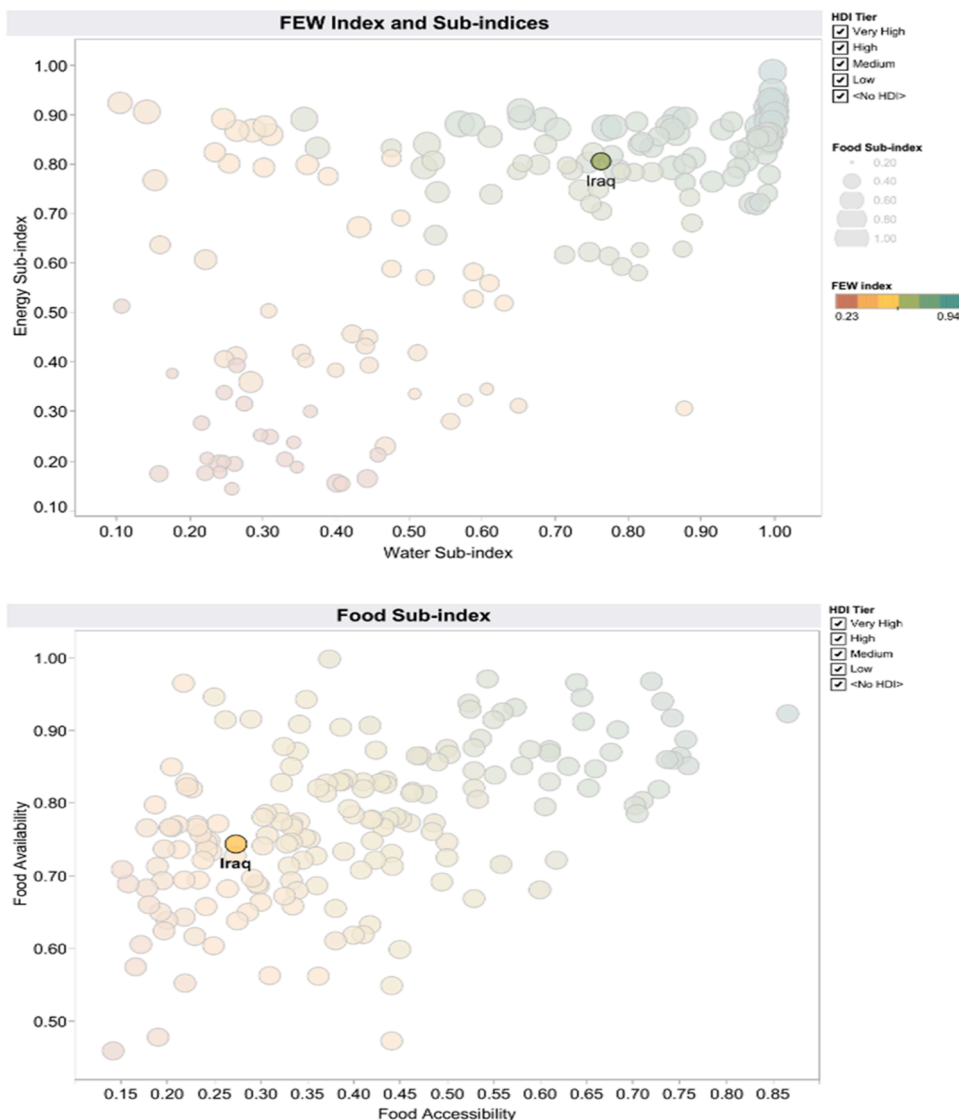 FEW Index and Sub-indices
HDI Tier
Very High
High
Medium
Low
<No HDI>
Food Sub-index
0.20
0.40
0.60
0.80
1.00
FEW index
0.23 0.94
Energy Sub-index
1.00
0.90
0.80
0.70
0.60
0.50
0.40
0.30
0.20
0.10
Iraq
0.10 0.20 0.30 0.40 0.50 0.60 0.70 0.80 0.90 1.00
Water Sub-index
Food Sub-index
HDI Tier
Very High
High
Medium
Low
<No HDI>
Food Availability
1.00
0.90
0.80
0.70
0.60
0.50
Iraq
0.15 0.20 0.25 0.30 0.35 0.40 0.45 0.50 0.55 0.60 0.65 0.70 0.75 0.80 0.85
Food Accessibility